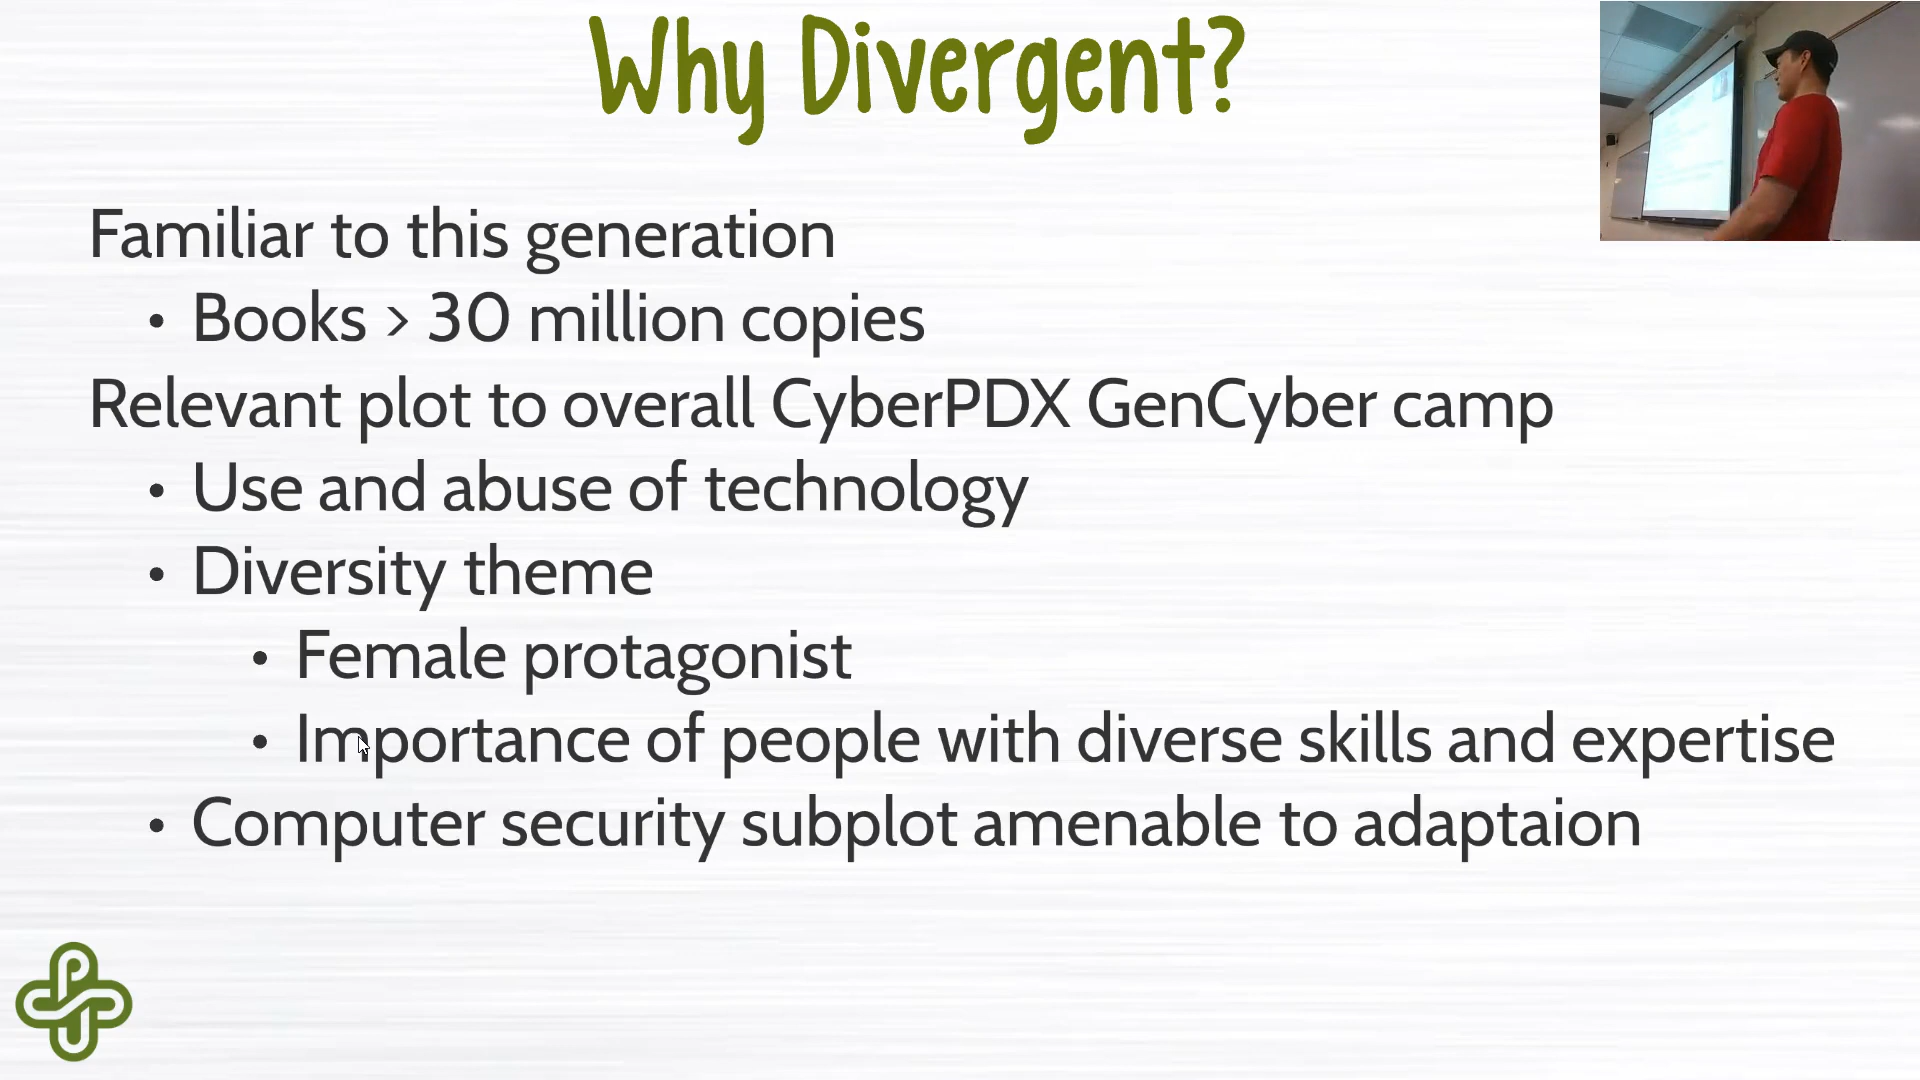 Why Divergent?
Familiar to this generation
• Books > 30 million copies
Relevant plot to overall CyberPDX GenCyber camp
• Use and abuse of technology
• Diversity theme
• Female protagonist
• Importance of people with diverse skills and expertise
• Computer security subplot amenable to adaptaion